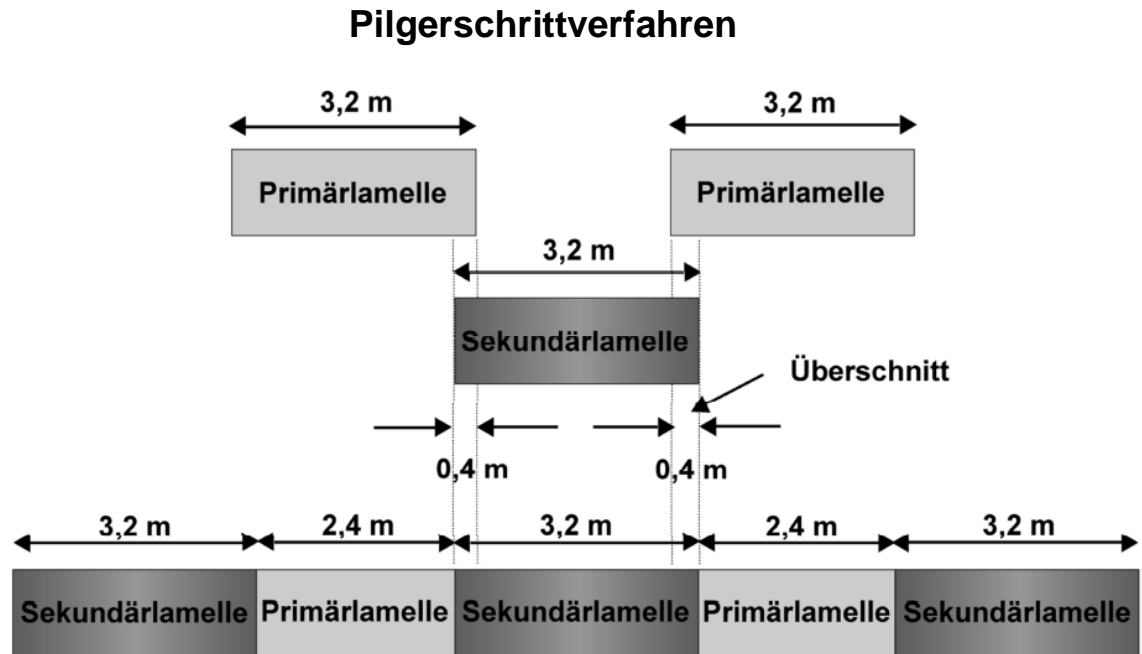 Pilgerschrittverfahren
3,2 m 3,2 m
Primärlamelle Primärlamelle
3,2 m
Sekundärlamelle
Überschnitt
0,4 m 0,4 m
3,2 m 2,4 m 3,2 m 2,4 m 3,2 m
Sekundärlamelle Primärlamelle Sekundärlamelle Primärlamelle Sekundärlamelle